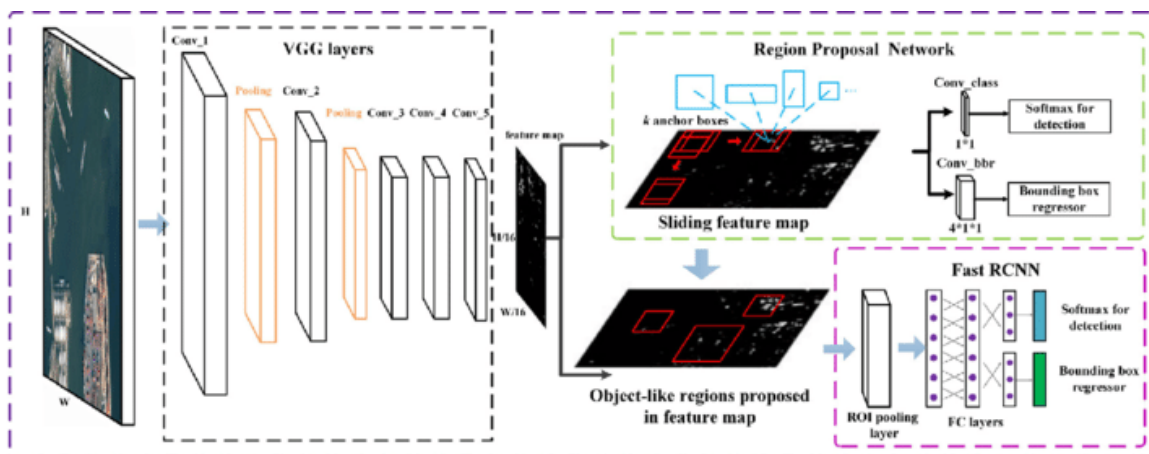 VGG layers
Conv_1
Pooling
Conv_2
Pooling
Conv_3
Conv_4
Conv_5
H
W
feature map
H/16
W/16
Region Proposal Network
k anchor boxes
...
Sliding feature map
Conv_class
1*1
Softmax for
detection
Conv_bbr
4*1*1
Bounding box
regressor
Object-like regions proposed
in feature map
Fast RCNN
ROI pooling
layer
FC layers
Softmax for
detection
Bounding box
regressor